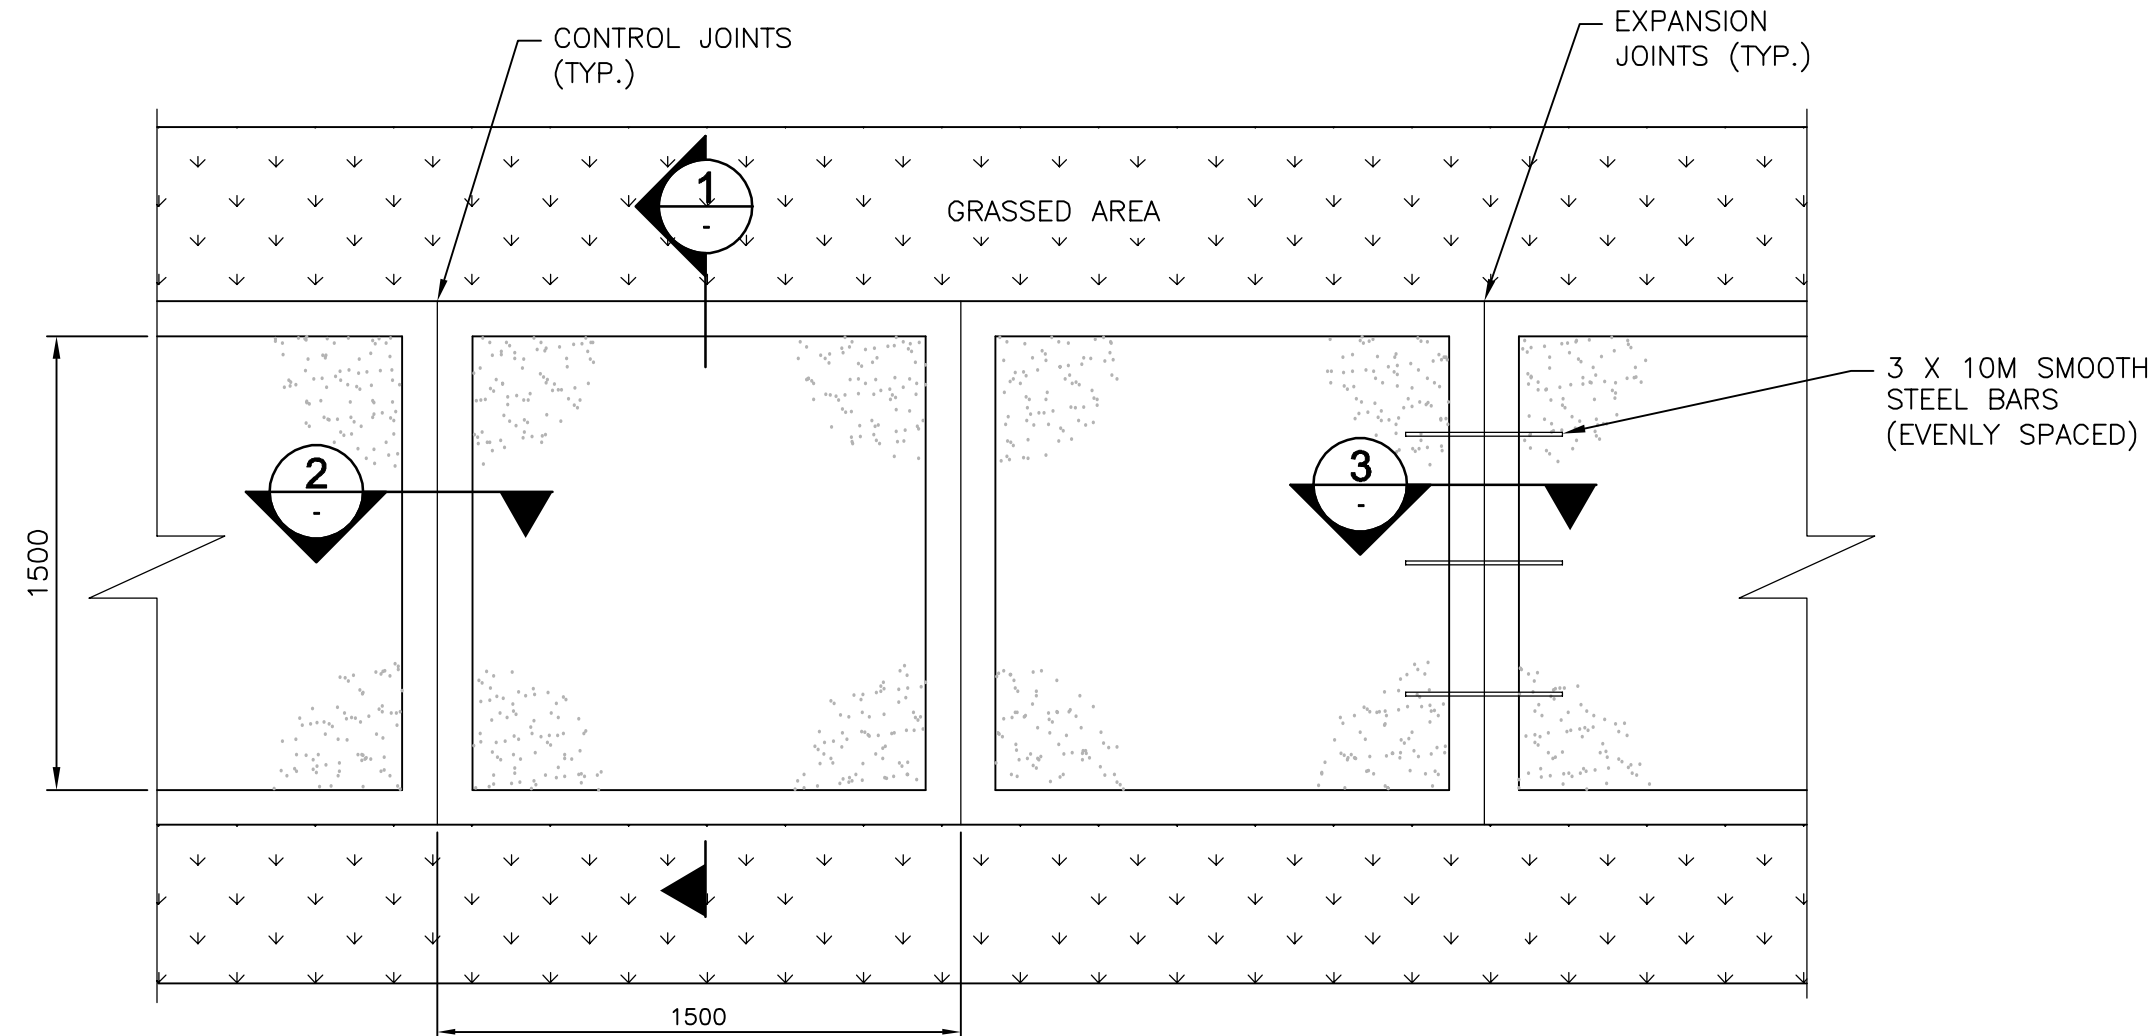 CONTROL JOINTS
(TYP.)
EXPANSION
JOINTS (TYP.)
1
-
GRASSED AREA
3 X 10M SMOOTH
STEEL BARS
(EVENLY SPACED)
2
-
3
-
1500
1500